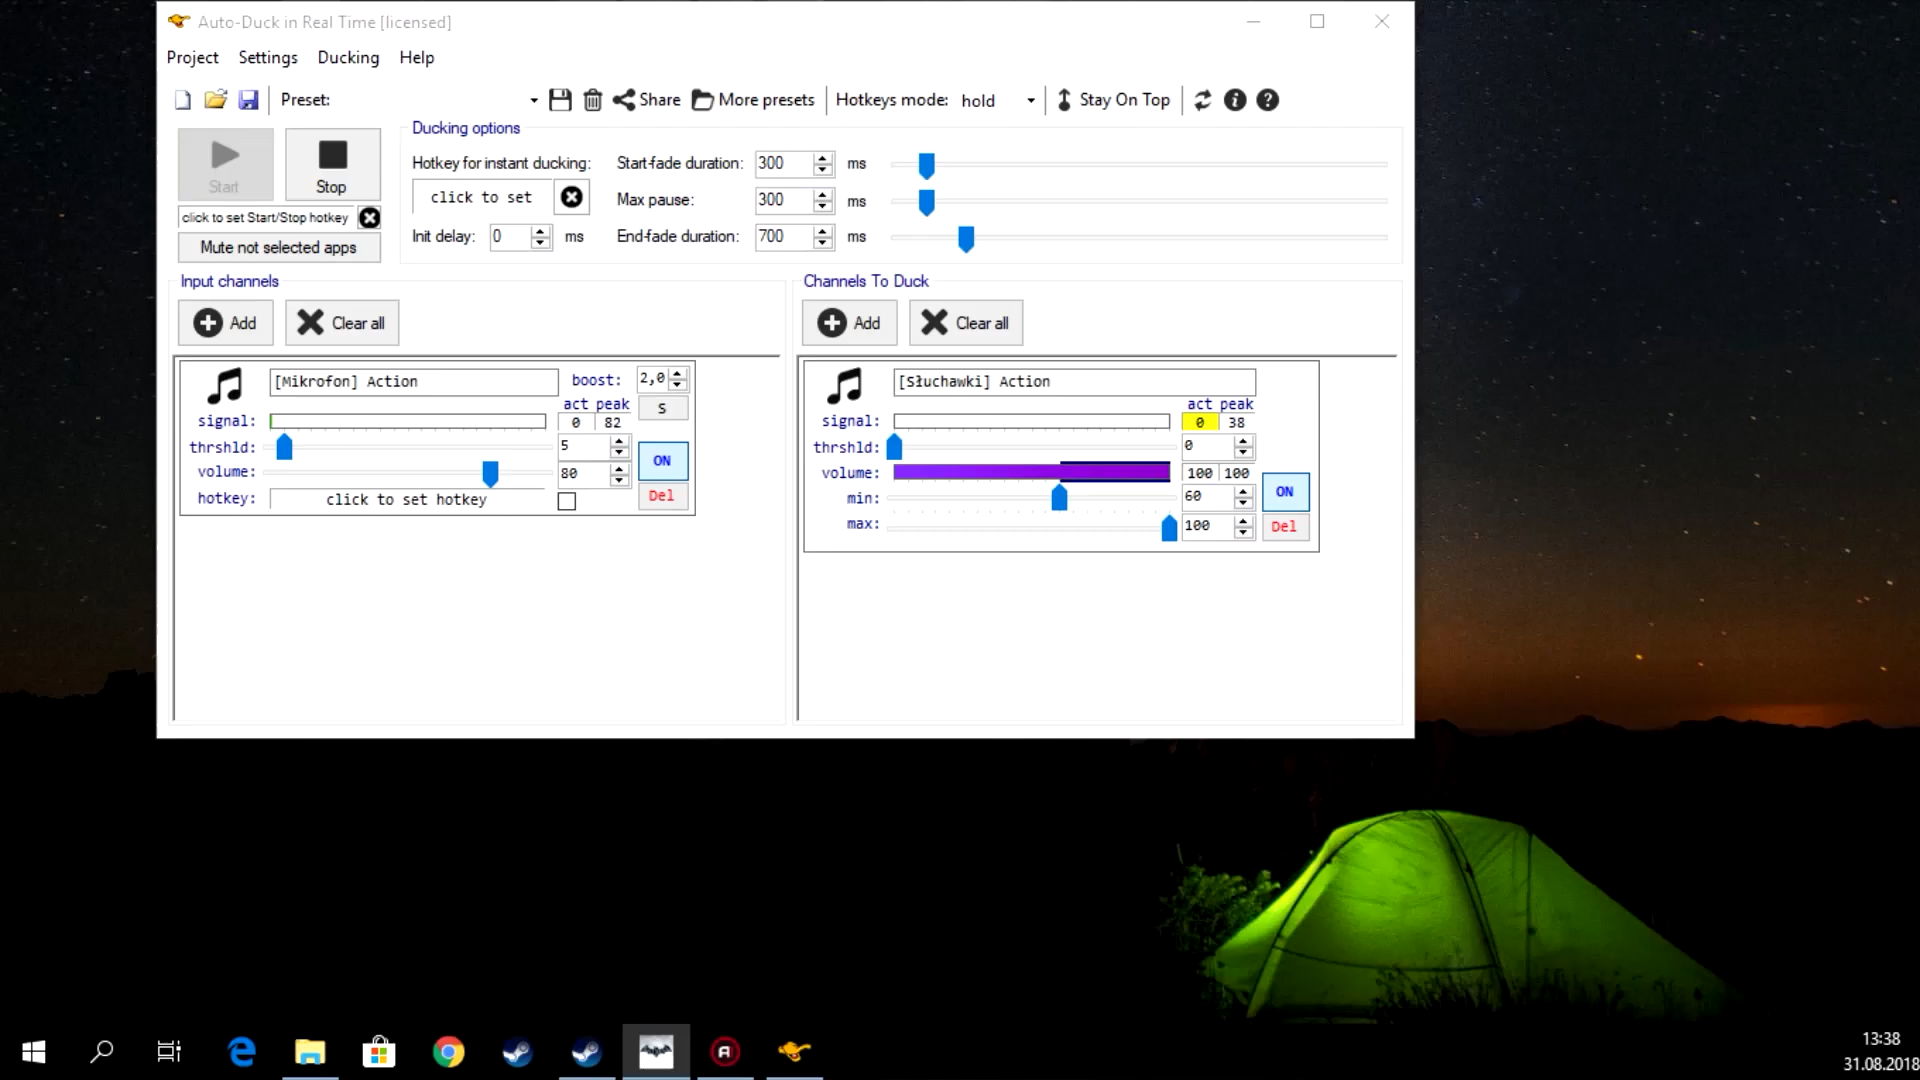 Auto-Duck in Real Time [licensed]
Project Settings Ducking Help
Preset: Share More presets Hotkeys mode: hold Stay On Top
Start Stop
click to set Start/Stop hotkey
Mute not selected apps
Ducking options
Hotkey for instant ducking: Start-fade duration: 300 ms
click to set Max pause: 300 ms
Init delay: 0 ms End-fade duration: 700 ms
Input channels
Add Clear all
[Mikrofon] Action boost: 2,0
act peak S
signal: 0 82
thrshld: 5
ON
volume: 80
hotkey: click to set hotkey Del
Channels To Duck
Add Clear all
[Słuchawki] Action
act peak
signal: 0 38
thrshld: 0
volume: 100 100
min: 60 ON
max: 100 Del
13:38
31.08.2018